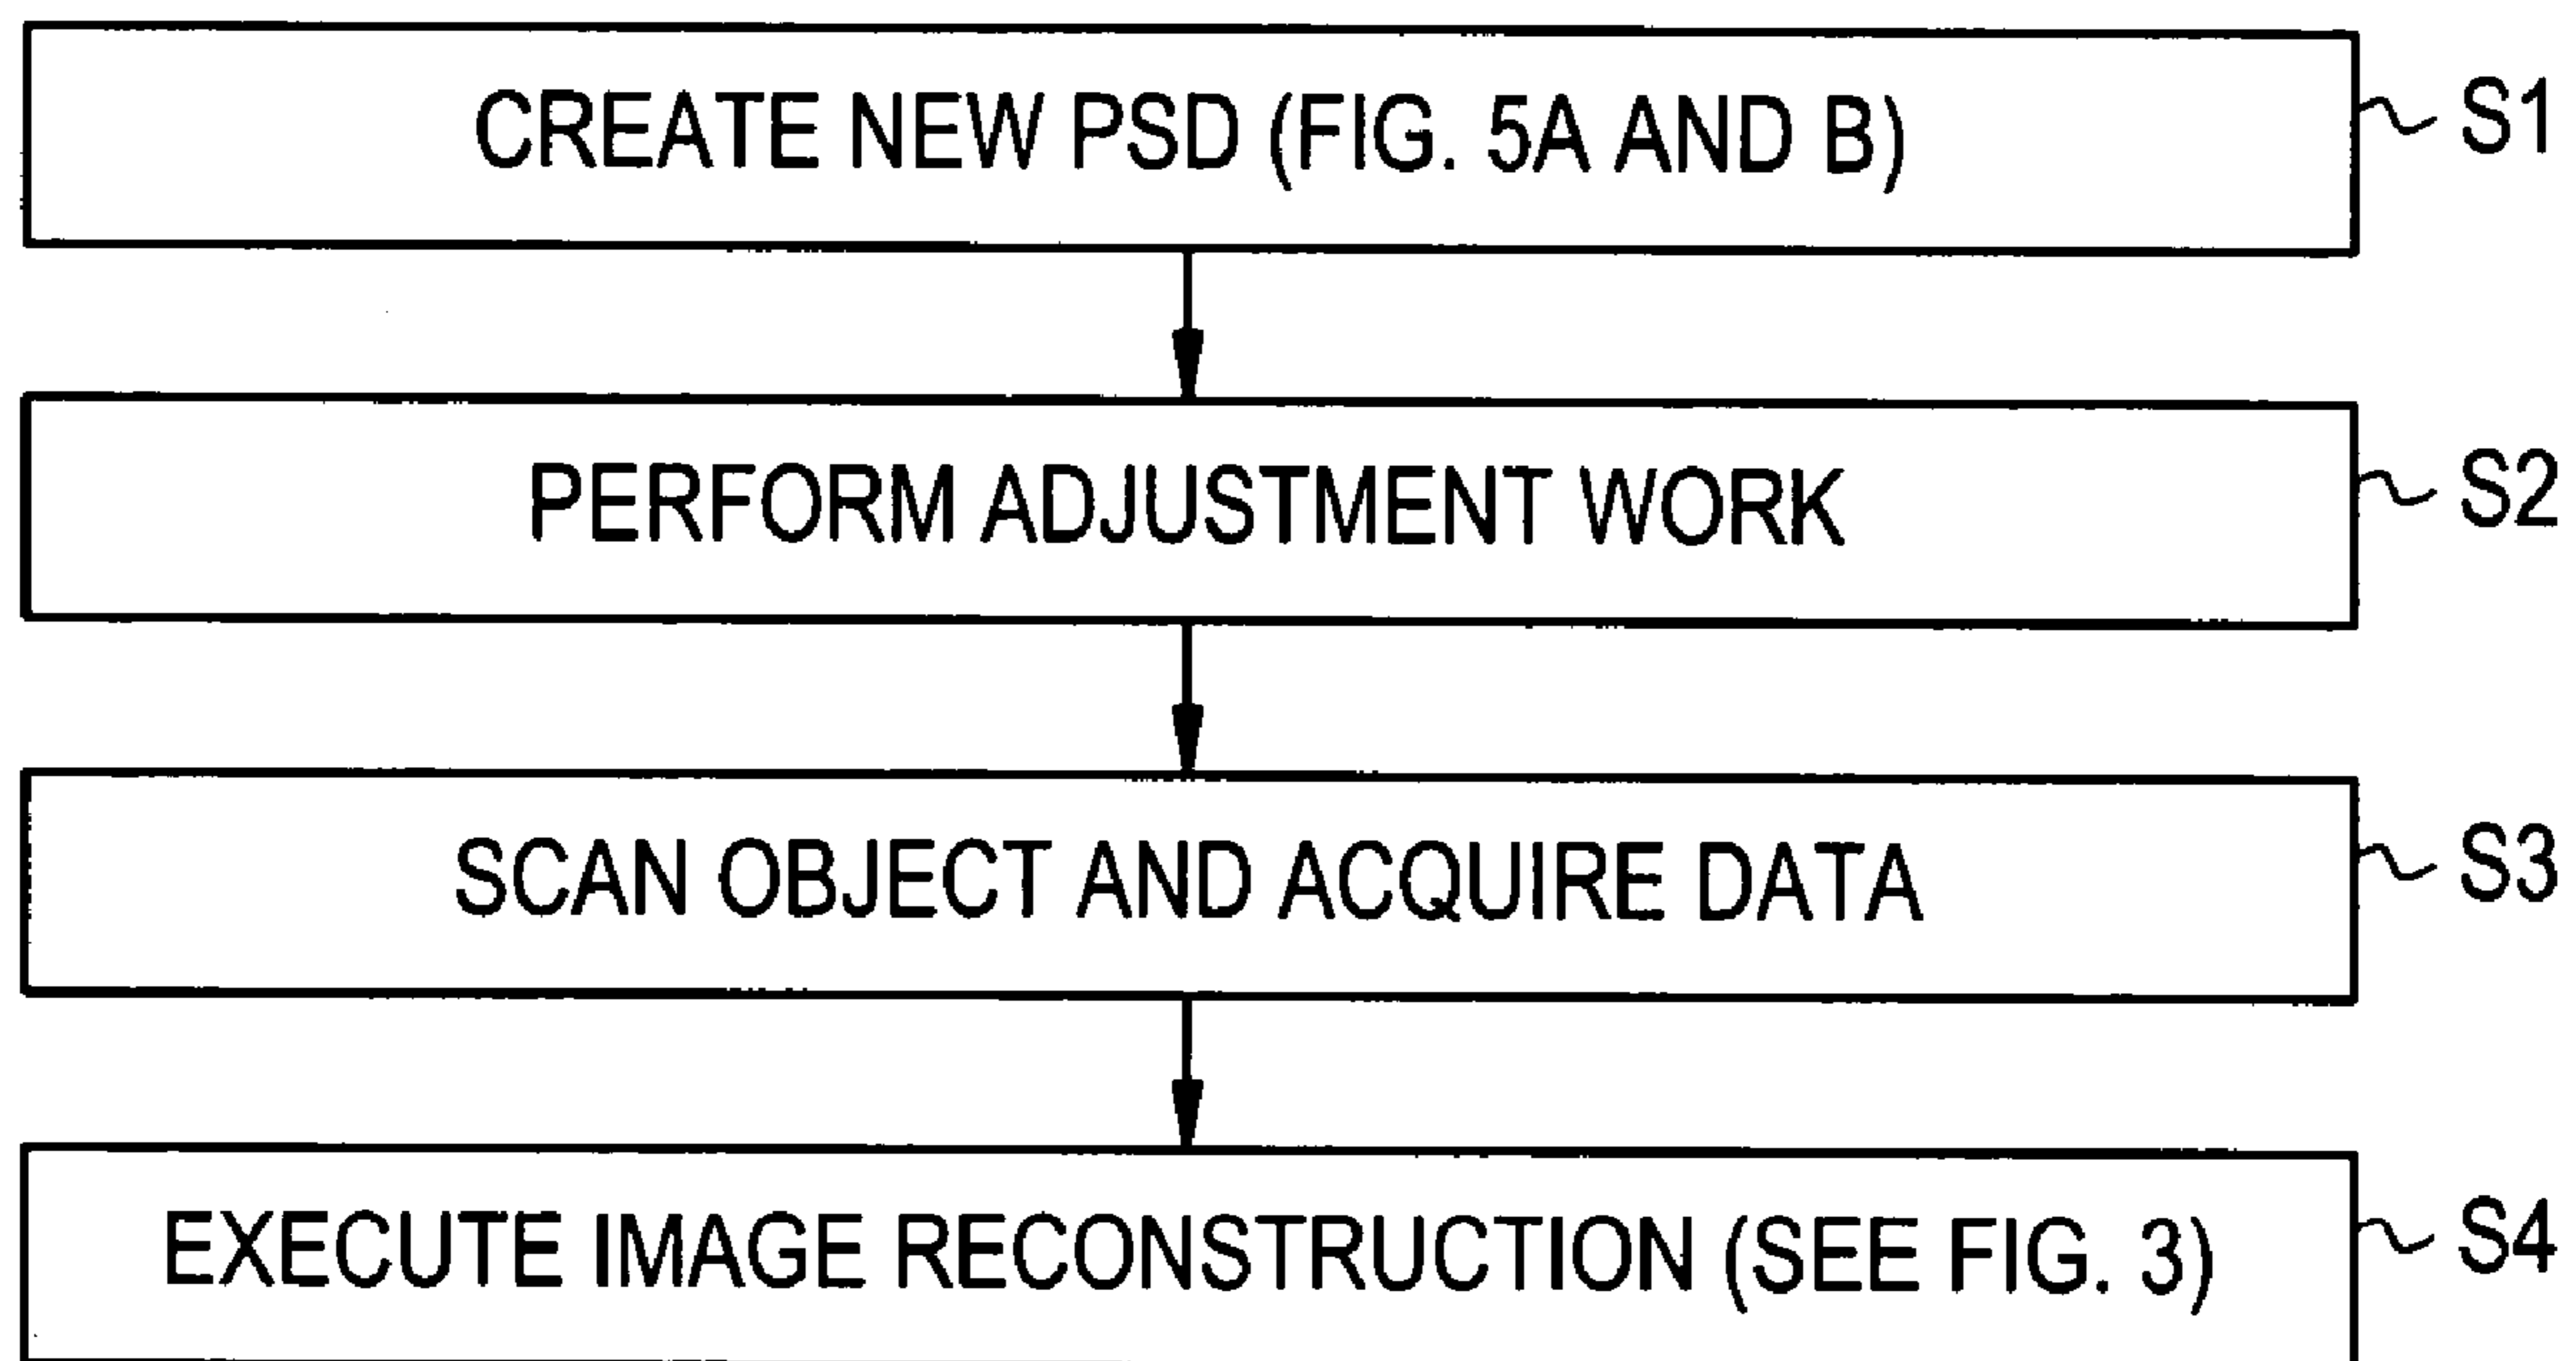 CREATE NEW PSD (FIG. 5A AND B) S1
PERFORM ADJUSTMENT WORK S2
SCAN OBJECT AND ACQUIRE DATA S3
EXECUTE IMAGE RECONSTRUCTION (SEE FIG. 3) S4